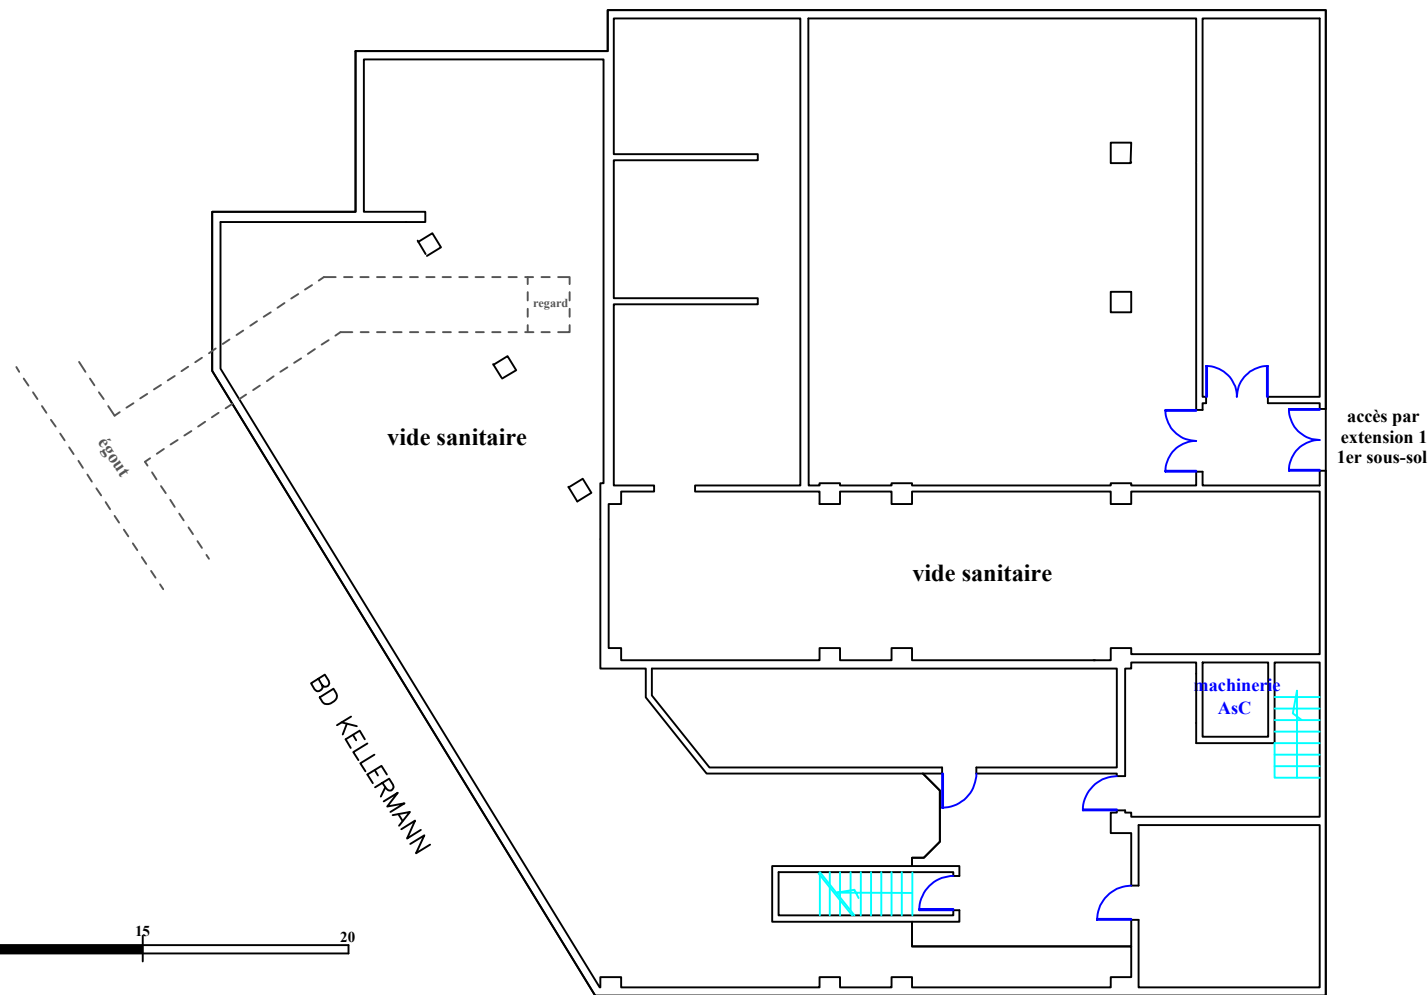 regard
accès par
extension 1
1er sous-sol
vide sanitaire
égout
vide sanitaire
machinerie
AsC
BD KELLERMANN
15
20